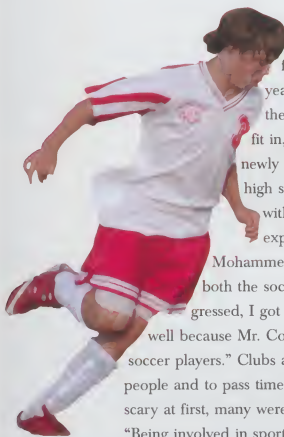 f
yea
the
fit in,
newly
high s
with
exp
Mohamme
both the soc
gressed, I got
well because Mr. Co
soccer players." Clubs a
people and to pass time
scary at first, many were
"Being involved in sport